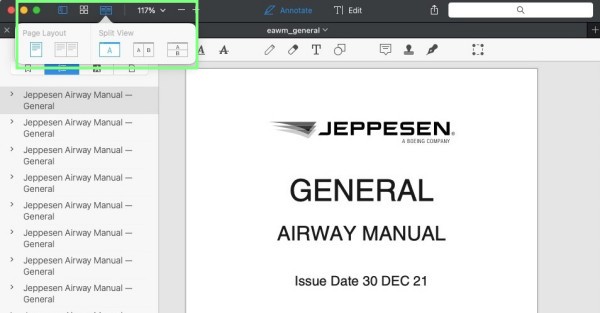 117%
Annotate
Edit
Page Layout
Split View
A
A B
A
B
eawm_general
T
Jeppesen Airway Manual —
General
Jeppesen Airway Manual —
General
Jeppesen Airway Manual —
General
Jeppesen Airway Manual —
General
Jeppesen Airway Manual —
General
Jeppesen Airway Manual —
General
Jeppesen Airway Manual —
General
Jeppesen Airway Manual —
General
JEPPESEN®
A BOEING COMPANY
GENERAL
AIRWAY MANUAL
Issue Date 30 DEC 21